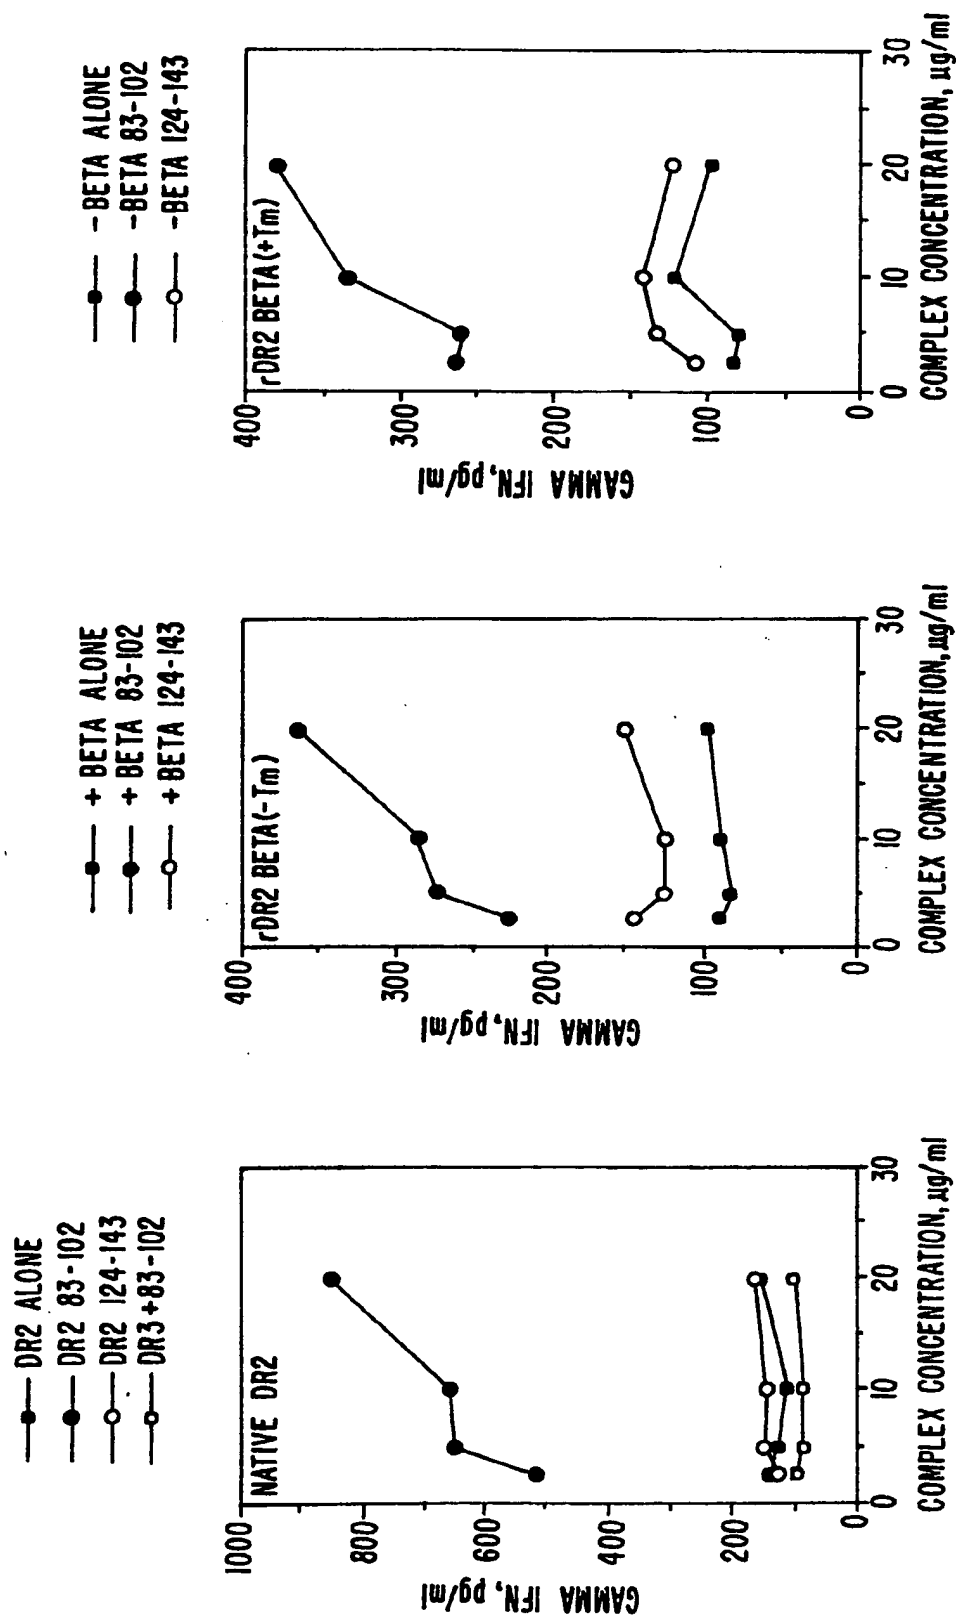 DR2 ALONE
DR2 83-102
DR2 124-143
DR3+83-102
NATIVE DR2
1000
800
600
400
200
0
GAMMA IFN, pg/ml
0 10 20 30
COMPLEX CONCENTRATION, µg/ml
+ BETA ALONE
+ BETA 83-102
+ BETA 124-143
rDR2 BETA (-Tm)
400
300
200
100
0
GAMMA IFN, pg/ml
0 10 20 30
COMPLEX CONCENTRATION, µg/ml
- BETA ALONE
- BETA 83-102
- BETA 124-143
rDR2 BETA (+Tm)
400
300
200
100
0
GAMMA IFN, pg/ml
0 10 20 30
COMPLEX CONCENTRATION, µg/ml